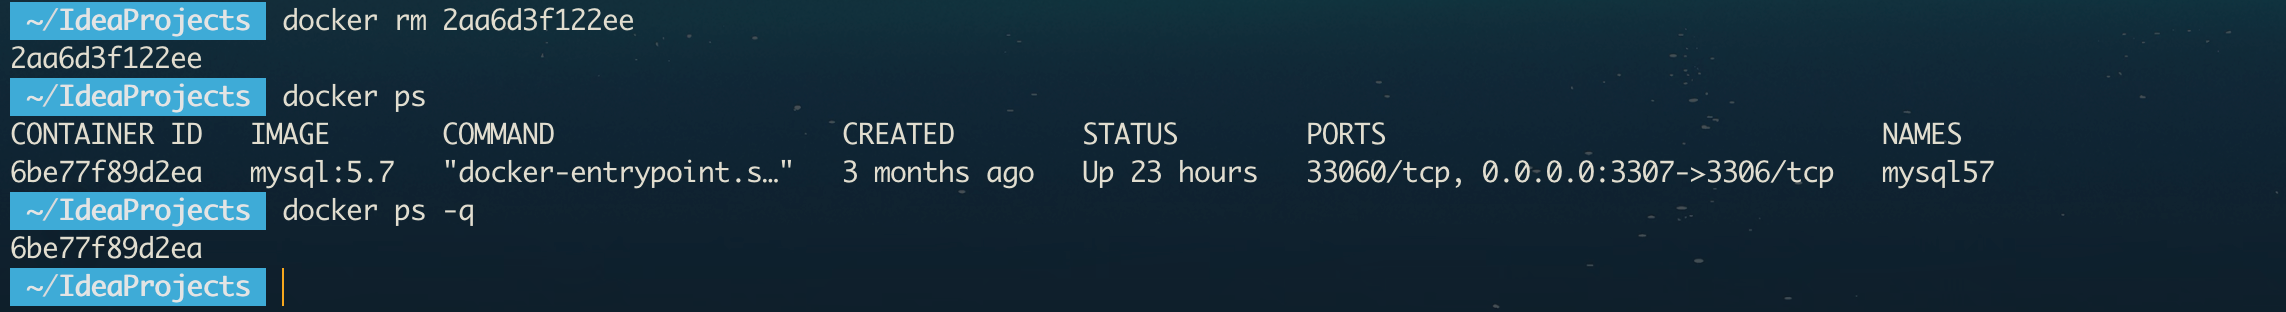 ~/IdeaProjects docker rm 2aa6d3f122ee
2aa6d3f122ee
~/IdeaProjects docker ps
CONTAINER ID   IMAGE       COMMAND                  CREATED        STATUS        PORTS                               NAMES
6be77f89d2ea   mysql:5.7   "docker-entrypoint.s…"   3 months ago   Up 23 hours   33060/tcp, 0.0.0.0:3307->3306/tcp   mysql57
~/IdeaProjects docker ps -q
6be77f89d2ea
~/IdeaProjects